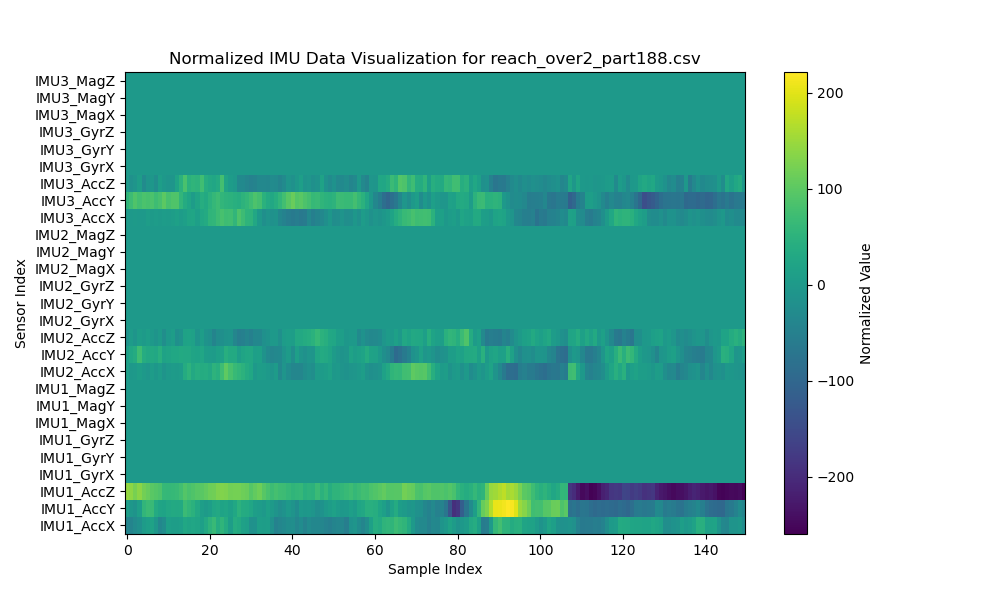 Normalized IMU Data Visualization for reach_over2_part188.csv
IMU3_MagZ
IMU3_MagY
IMU3_MagX
IMU3_GyrZ
IMU3_GyrY
IMU3_GyrX
IMU3_AccZ
IMU3_AccY
IMU3_AccX
IMU2_MagZ
IMU2_MagY
IMU2_MagX
IMU2_GyrZ
IMU2_GyrY
IMU2_GyrX
IMU2_AccZ
IMU2_AccY
IMU2_AccX
IMU1_MagZ
IMU1_MagY
IMU1_MagX
IMU1_GyrZ
IMU1_GyrY
IMU1_GyrX
IMU1_AccZ
IMU1_AccY
IMU1_AccX
Sensor Index
0 20 40 60 80 100 120 140
Sample Index
200
100
0
−100
−200
Normalized Value